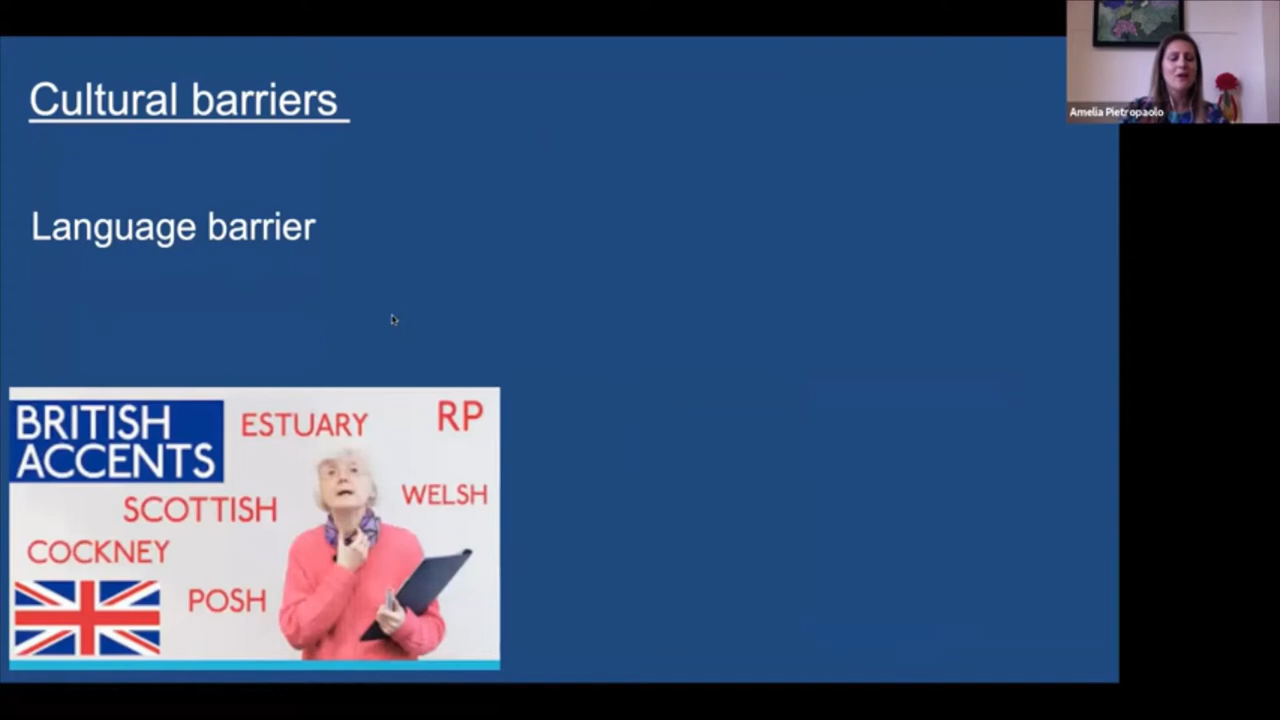 Cultural barriers
Amelia Pietropaolo
Language barrier
BRITISH
ACCENTS
ESTUARY
RP
SCOTTISH
WELSH
COCKNEY
POSH